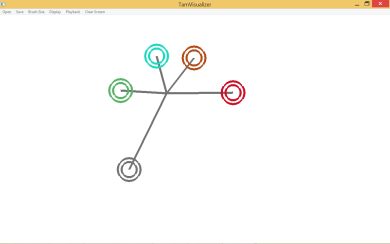 TamVisualizer
Open Save Brush Size Display Playback Clear Screen